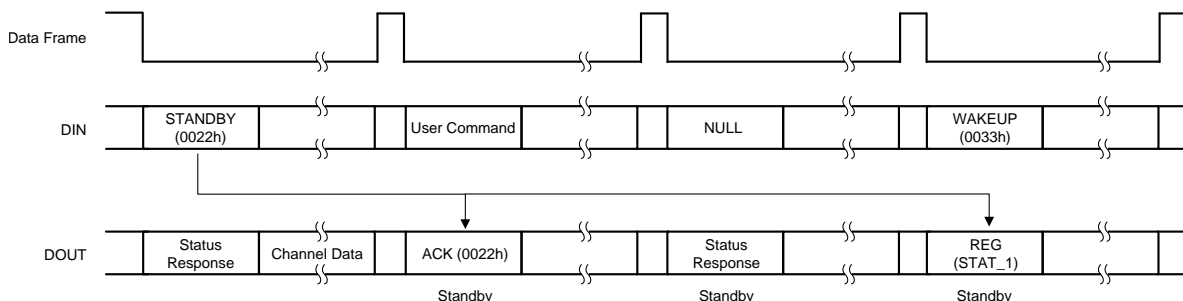 Data Frame
DIN
STANDBY
(0022h)
User Command
NULL
WAKEUP
(0033h)
DOUT
Status
Response
Channel Data
ACK (0022h)
Status
Response
REG
(STAT_1)
Standby
Standby
Standby